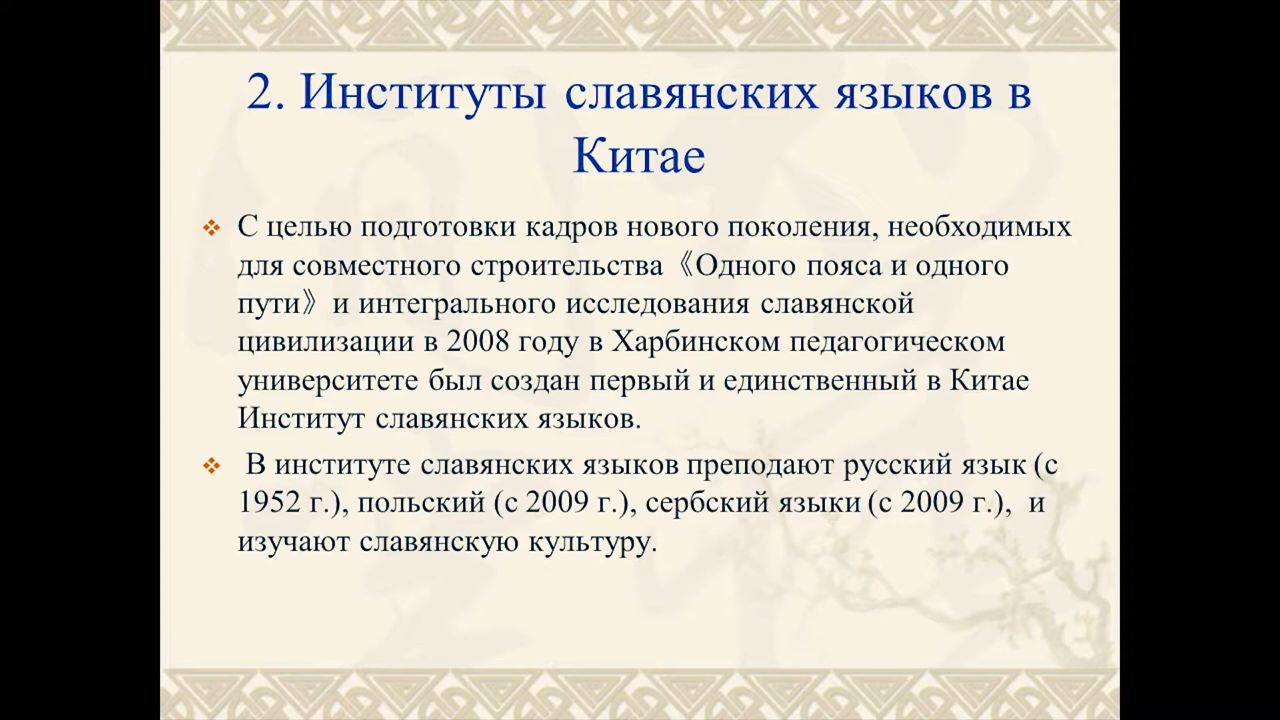 2. Институты славянских языков в
Китае
С целью подготовки кадров нового поколения, необходимых
для совместного строительства《Одного пояса и одного
пути》и интегрального исследования славянской
цивилизации в 2008 году в Харбинском педагогическом
университете был создан первый и единственный в Китае
Институт славянских языков.
В институте славянских языков преподают русский язык (с
1952 г.), польский (с 2009 г.), сербский языки (с 2009 г.), и
изучают славянскую культуру.